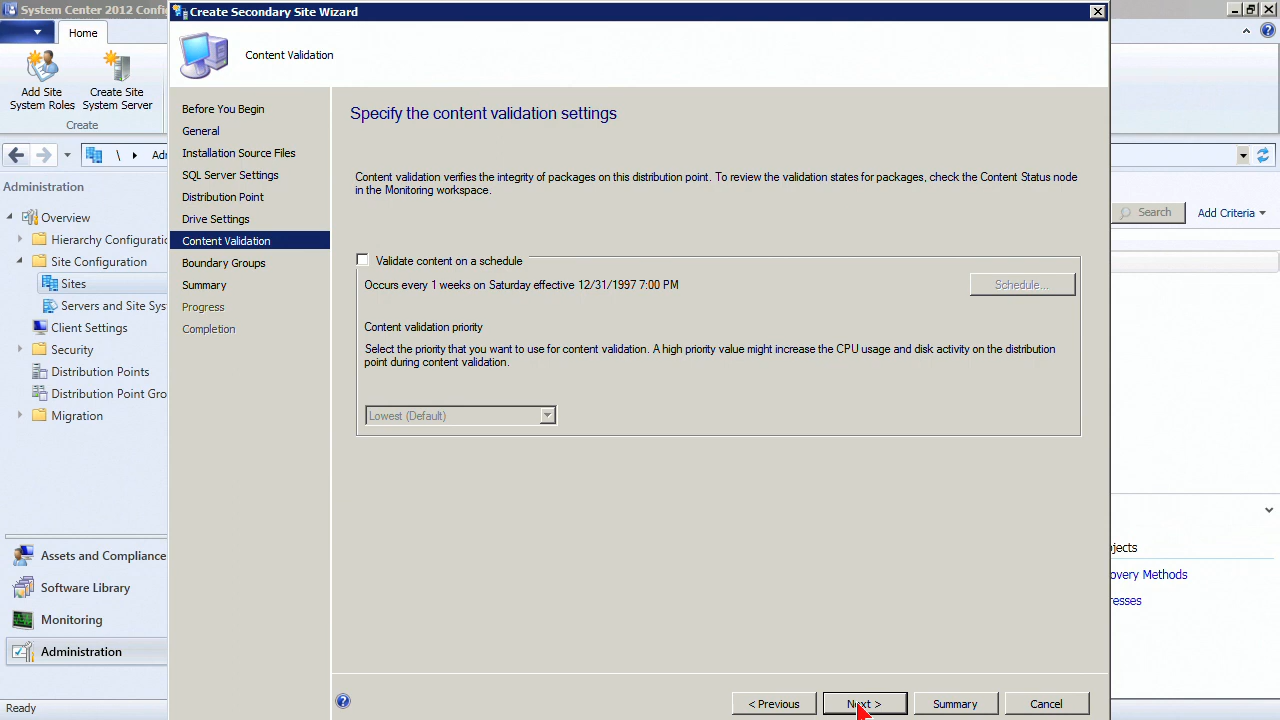 System Center 2012 Confi
Create Secondary Site Wizard
Home
Add Site
System Roles
Create Site
System Server
Create
\
Administration
Overview
Hierarchy
Site Configuration
Sites
Servers and Site
Client Settings
Security
Distribution Points
Distribution Point
Migration
Assets and Compliance
Software Library
Monitoring
Administration
Ready
Content Validation
Before You Begin
General
Installation Source Files
SQL Server Settings
Distribution Point
Drive Settings
Content Validation
Boundary Groups
Summary
Progress
Completion
Specify the content validation settings
Content validation verifies the integrity of packages on this distribution point. To review the validation states for packages, check the Content Status node
in the Monitoring workspace.
Validate content on a schedule
Occurs every 1 weeks on Saturday effective 12/31/1997 7:00 PM
Schedule...
Content validation priority
Select the priority that you want to use for content validation. A high priority value might increase the CPU usage and disk activity on the distribution
point during content validation.
Lowest (Default)
< Previous
Next >
Summary
Cancel
Search
Add Criteria
jects
overy Methods
resses